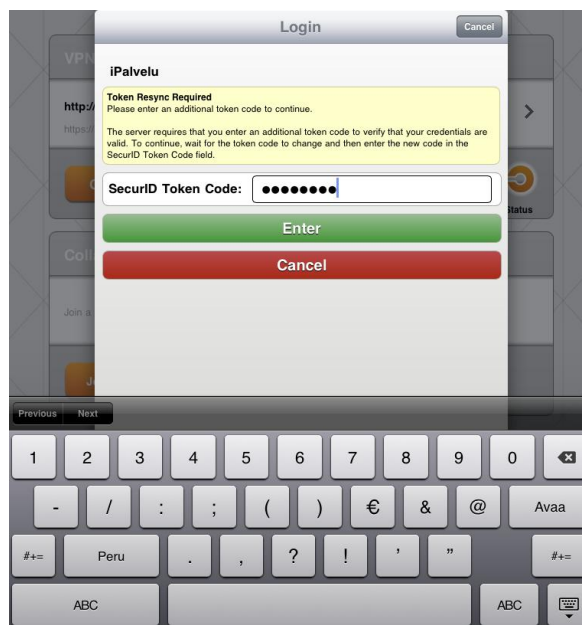 Login
Cancel
VPN
iPalvelu
http://
https://
Token Resync Required
Please enter an additional token code to continue.
The server requires that you enter an additional token code to verify that your credentials are
valid. To continue, wait for the token code to change and then enter the new code in the
SecurID Token Code field.
SecurID Token Code: ●●●●●●●●
Status
Enter
Coll
Cancel
Join a
J
Previous Next
1 2 3 4 5 6 7 8 9 0
- / : ; ( ) € & @ Avaa
#+= Peru . , ? ! ' " #+=
ABC ABC